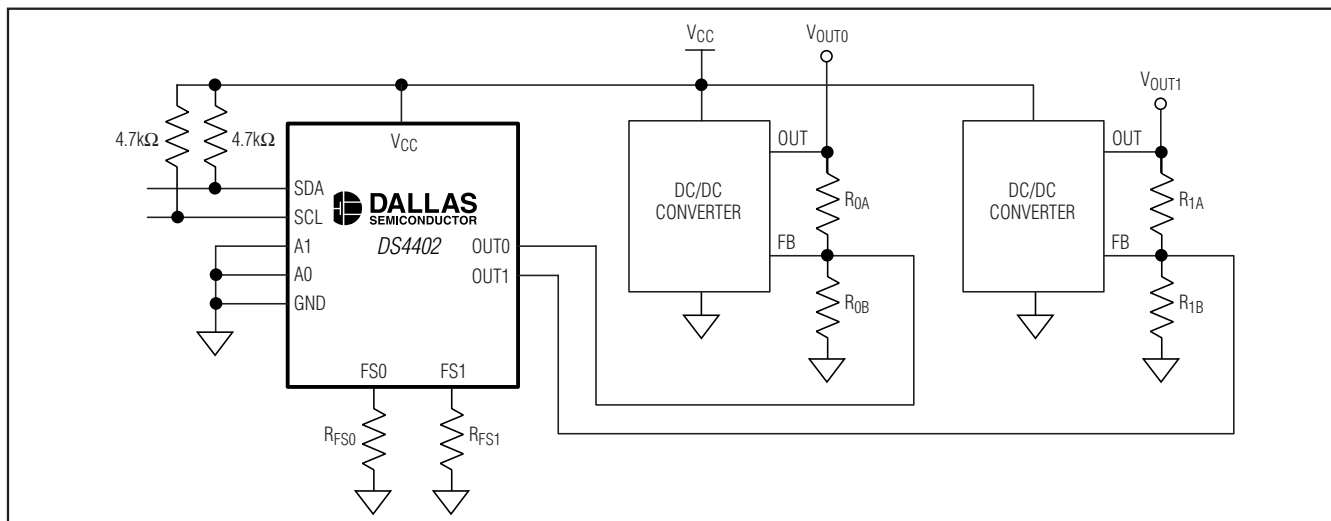 VCC
VOUT0
VOUT1
4.7kΩ
4.7kΩ
VCC
SDA
SCL
A1
A0
GND
DALLAS
SEMICONDUCTOR
DS4402
OUT0
OUT1
FS0
FS1
RFS0
RFS1
DC/DC
CONVERTER
OUT
FB
R0A
R0B
DC/DC
CONVERTER
OUT
FB
R1A
R1B